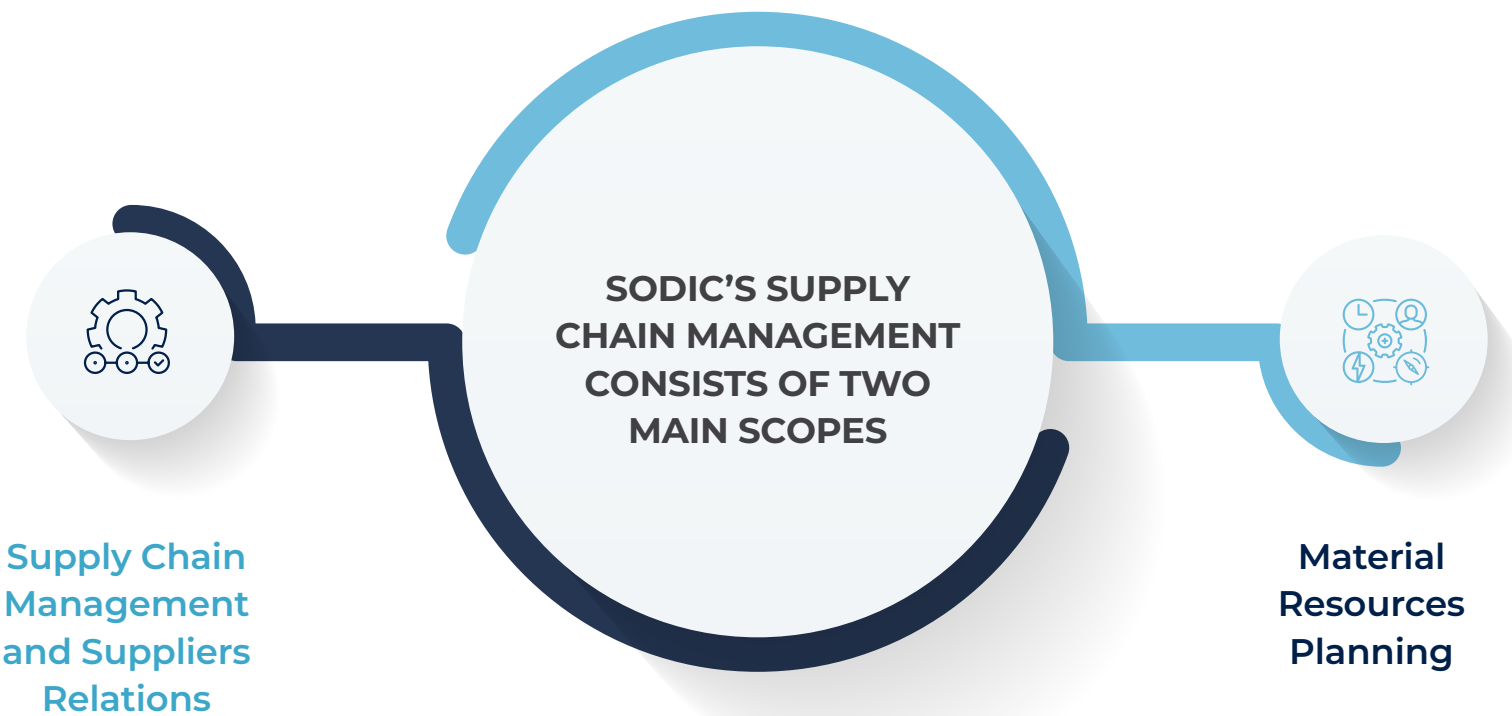 SODIC’S SUPPLY
CHAIN MANAGEMENT
CONSISTS OF TWO
MAIN SCOPES
Supply Chain
Management
and Suppliers
Relations
Material
Resources
Planning